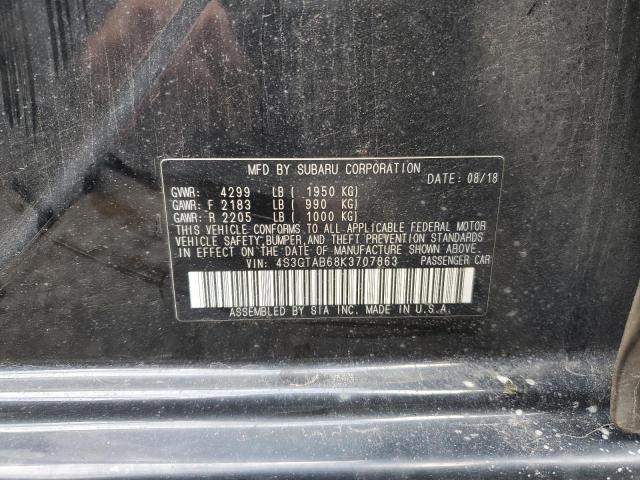 MFD BY SUBARU CORPORATION
DATE: 08/18
GVWR: 4299 LB ( 1950 KG)
GAWR: F 2183 LB ( 990 KG)
GAWR: R 2205 LB ( 1000 KG)
THIS VEHICLE CONFORMS TO ALL APPLICABLE FEDERAL MOTOR
VEHICLE SAFETY,BUMPER,AND THEFT PREVENTION STANDARDS
IN EFFECT ON THE DATE OF MANUFACTURE SHOWN ABOVE.
VIN: 4S3GTAB68K3707863 PASSENGER CAR
ASSEMBLED BY SIA INC. MADE IN U.S.A.